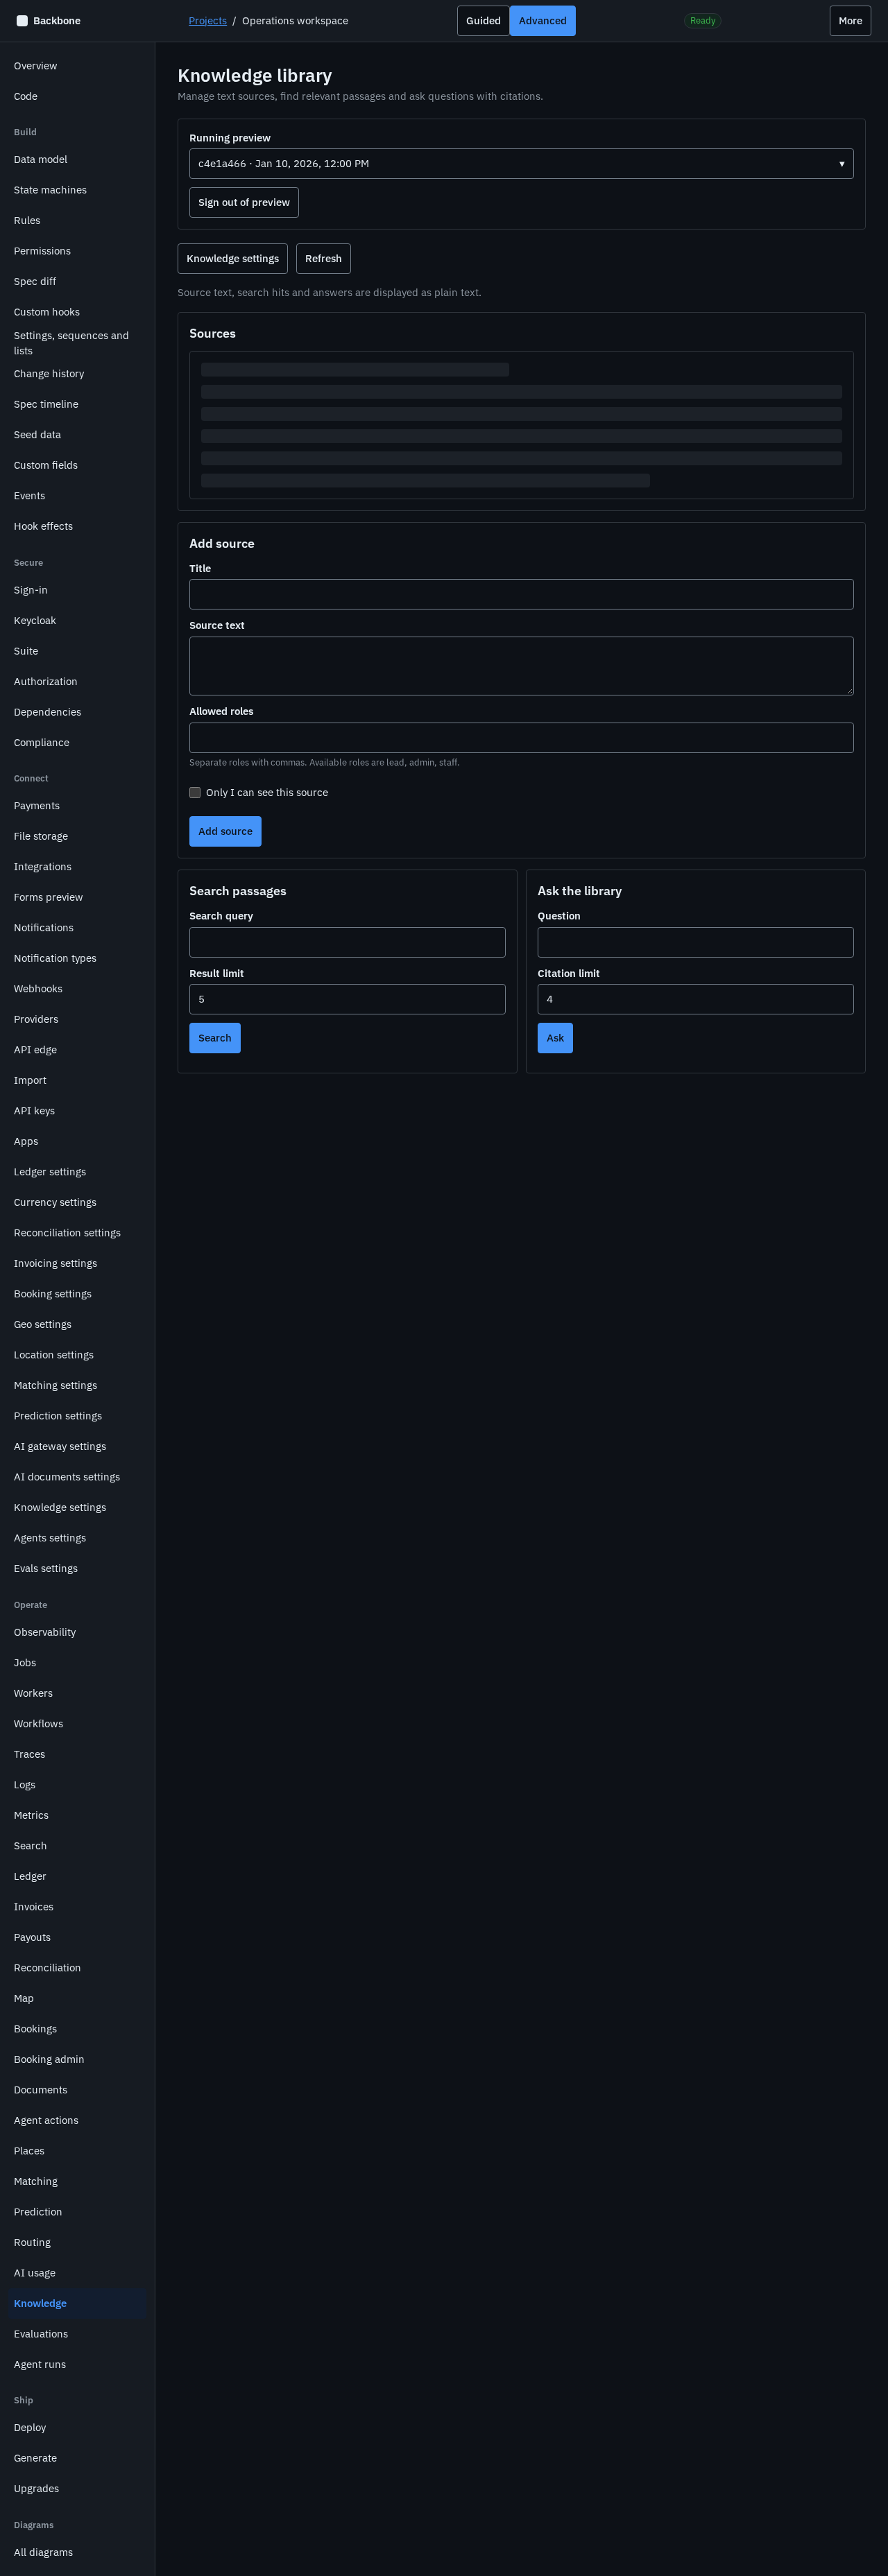 Backbone
Projects / Operations workspace
Guided
Advanced
Ready
More
Overview
Code
Build
Data model
State machines
Rules
Permissions
Spec diff
Custom hooks
Settings, sequences and
lists
Change history
Spec timeline
Seed data
Custom fields
Events
Hook effects
Secure
Sign-in
Keycloak
Suite
Authorization
Dependencies
Compliance
Connect
Payments
File storage
Integrations
Forms preview
Notifications
Notification types
Webhooks
Providers
API edge
Import
API keys
Apps
Ledger settings
Currency settings
Reconciliation settings
Invoicing settings
Booking settings
Geo settings
Location settings
Matching settings
Prediction settings
AI gateway settings
AI documents settings
Knowledge settings
Agents settings
Evals settings
Operate
Observability
Jobs
Workers
Workflows
Traces
Logs
Metrics
Search
Ledger
Invoices
Payouts
Reconciliation
Map
Bookings
Booking admin
Documents
Agent actions
Places
Matching
Prediction
Routing
AI usage
Knowledge
Evaluations
Agent runs
Ship
Deploy
Generate
Upgrades
Diagrams
All diagrams
Knowledge library
Manage text sources, find relevant passages and ask questions with citations.
Running preview
c4e1a466 · Jan 10, 2026, 12:00 PM
Sign out of preview
Knowledge settings
Refresh
Source text, search hits and answers are displayed as plain text.
Sources
Add source
Title
Source text
Allowed roles
Separate roles with commas. Available roles are lead, admin, staff.
Only I can see this source
Add source
Search passages
Search query
Result limit
5
Search
Ask the library
Question
Citation limit
4
Ask